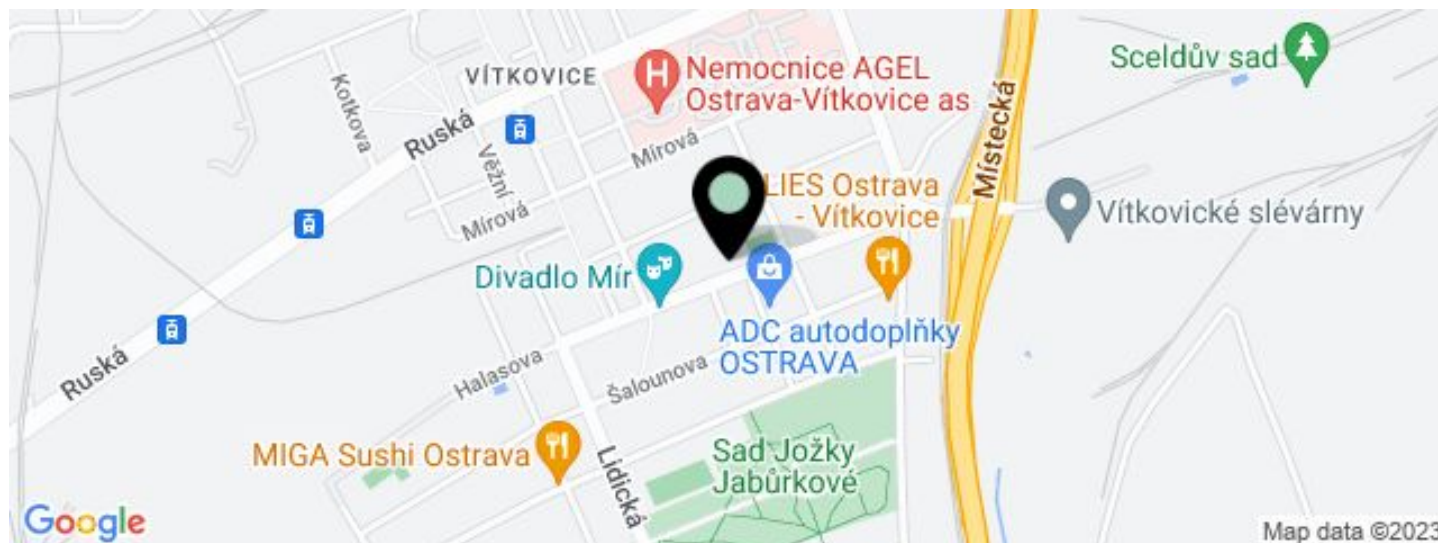 Sceldův sad
VÍTKOVICE
Nemocnice AGEL
Ostrava-Vítkovice as
Kotkova
Ruská
Věžní
Mírová
Místecká
LIES Ostrava
- Vítkovice
Vítkovické slévárny
Mírová
Divadlo Mír
ADC autodoplňky
OSTRAVA
Ruská
Halasova
Šalounova
MIGA Sushi Ostrava
Lidická
Sad Jožky
Jabůrkové
Google
Map data ©2023